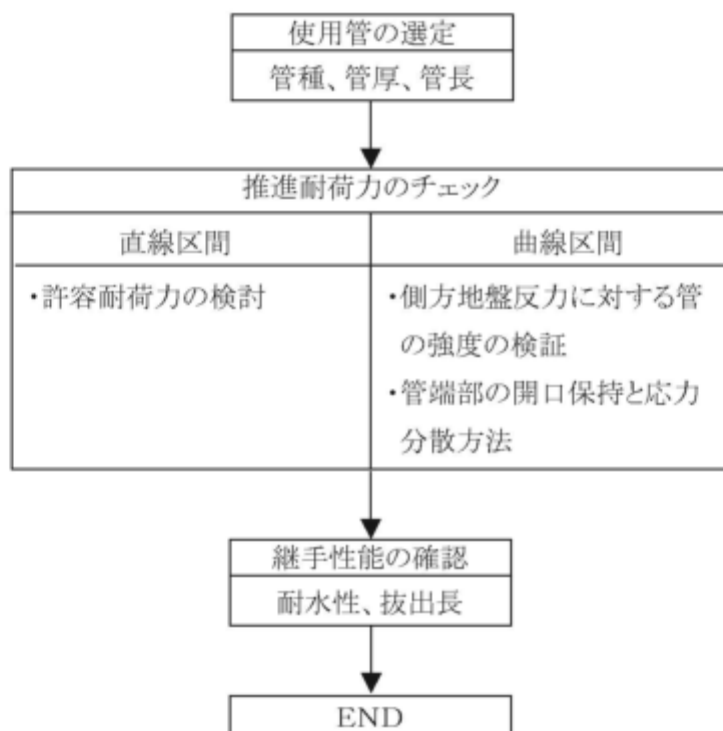 使用管の選定
管種、管厚、管長
推進耐荷力のチェック
直線区間
・許容耐荷力の検討
曲線区間
・側方地盤反力に対する管
の強度の検証
・管端部の開口保持と応力
分散方法
継手性能の確認
耐水性、抜出長
END